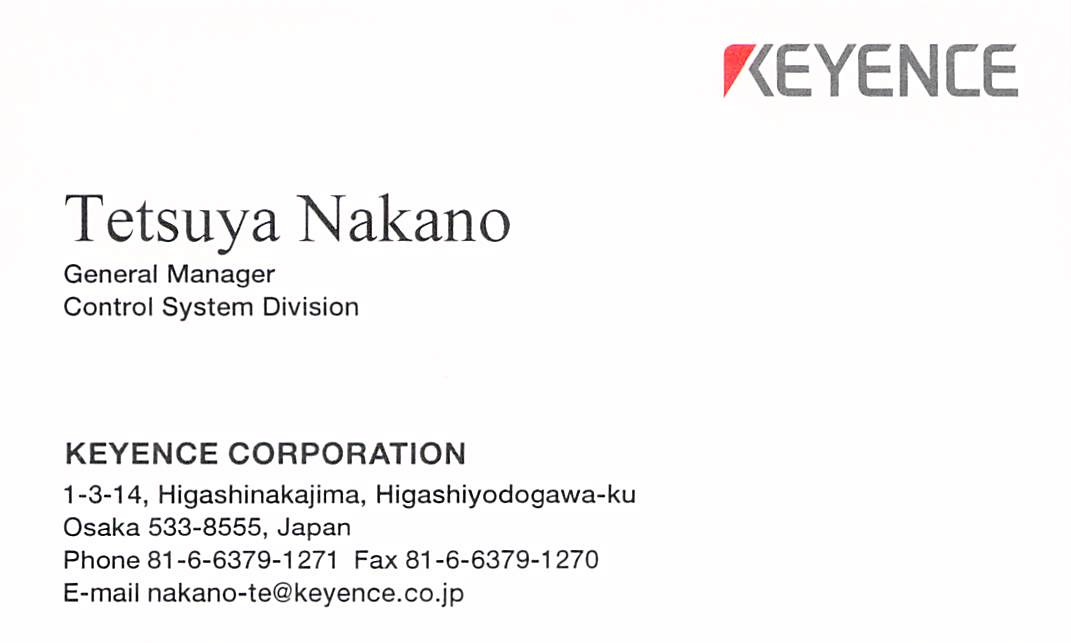 KEYENCE
Tetsuya Nakano
General Manager
Control System Division
KEYENCE CORPORATION
1-3-14, Higashinakajima, Higashiyodogawa-ku
Osaka 533-8555, Japan
Phone 81-6-6379-1271 Fax 81-6-6379-1270
E-mail nakano-te@keyence.co.jp